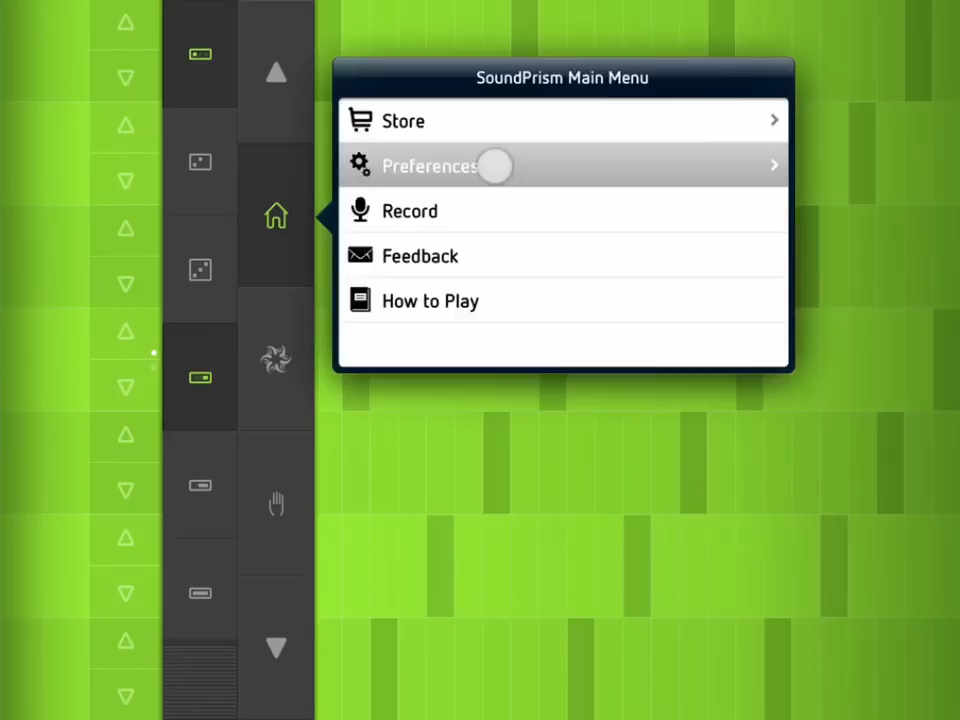 SoundPrism Main Menu
Store
Preferences
Record
Feedback
How to Play